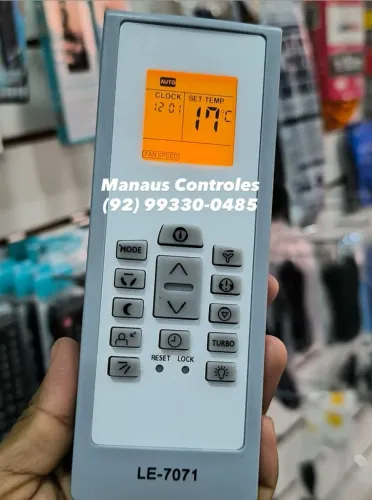 AUTO
CLOCK
SET TEMP.
12:01
17°C
FAN SPEED
Manaus Controles
(92) 99330-0485
MODE
TURBO
RESET LOCK
LE-7071